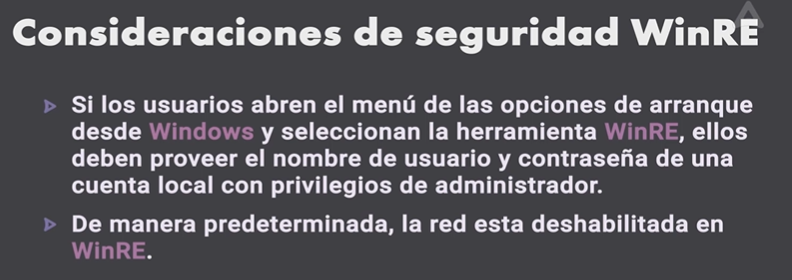 Consideraciones de seguridad WinRE
Si los usuarios abren el menú de las opciones de arranque
desde Windows y seleccionan la herramienta WinRE, ellos
deben proveer el nombre de usuario y contraseña de una
cuenta local con privilegios de administrador.
De manera predeterminada, la red esta deshabilitada en
WinRE.